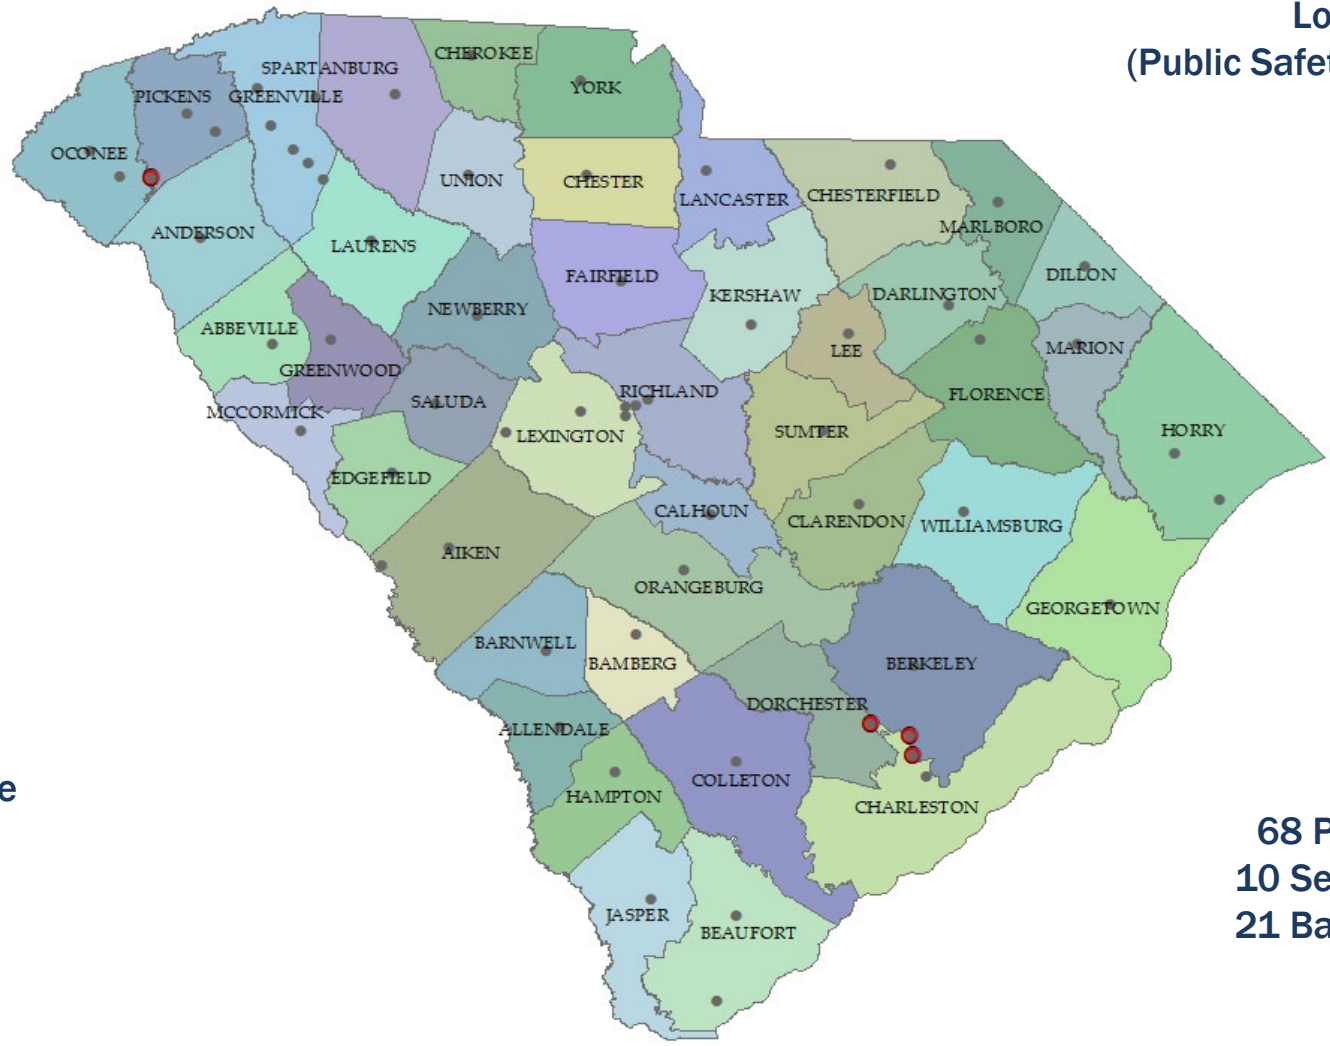 Lo
(Public Safet
CHEROKEE
SPARTANBURG
YORK
PICKENS
GREENVILLE
OCONEE
UNION
CHESTER
LANCASTER
CHESTERFIELD
MARLBORO
ANDERSON
LAURENS
FAIRFIELD
KERSHAW
DARLINGTON
DILLON
ABBEVILLE
NEWBERRY
LEE
MARION
GREENWOOD
SALUDA
RICHLAND
FLORENCE
MCCORMICK
LEXINGTON
SUMTER
HORRY
EDGEFIELD
CALHOUN
CLARENDON
WILLIAMSBURG
AIKEN
ORANGEBURG
GEORGETOWN
BARNWELL
BAMBERG
BERKELEY
DORCHESTER
ALLENDALE
COLLETON
e
HAMPTON
CHARLESTON
68 P
10 Se
21 Ba
JASPER
BEAUFORT